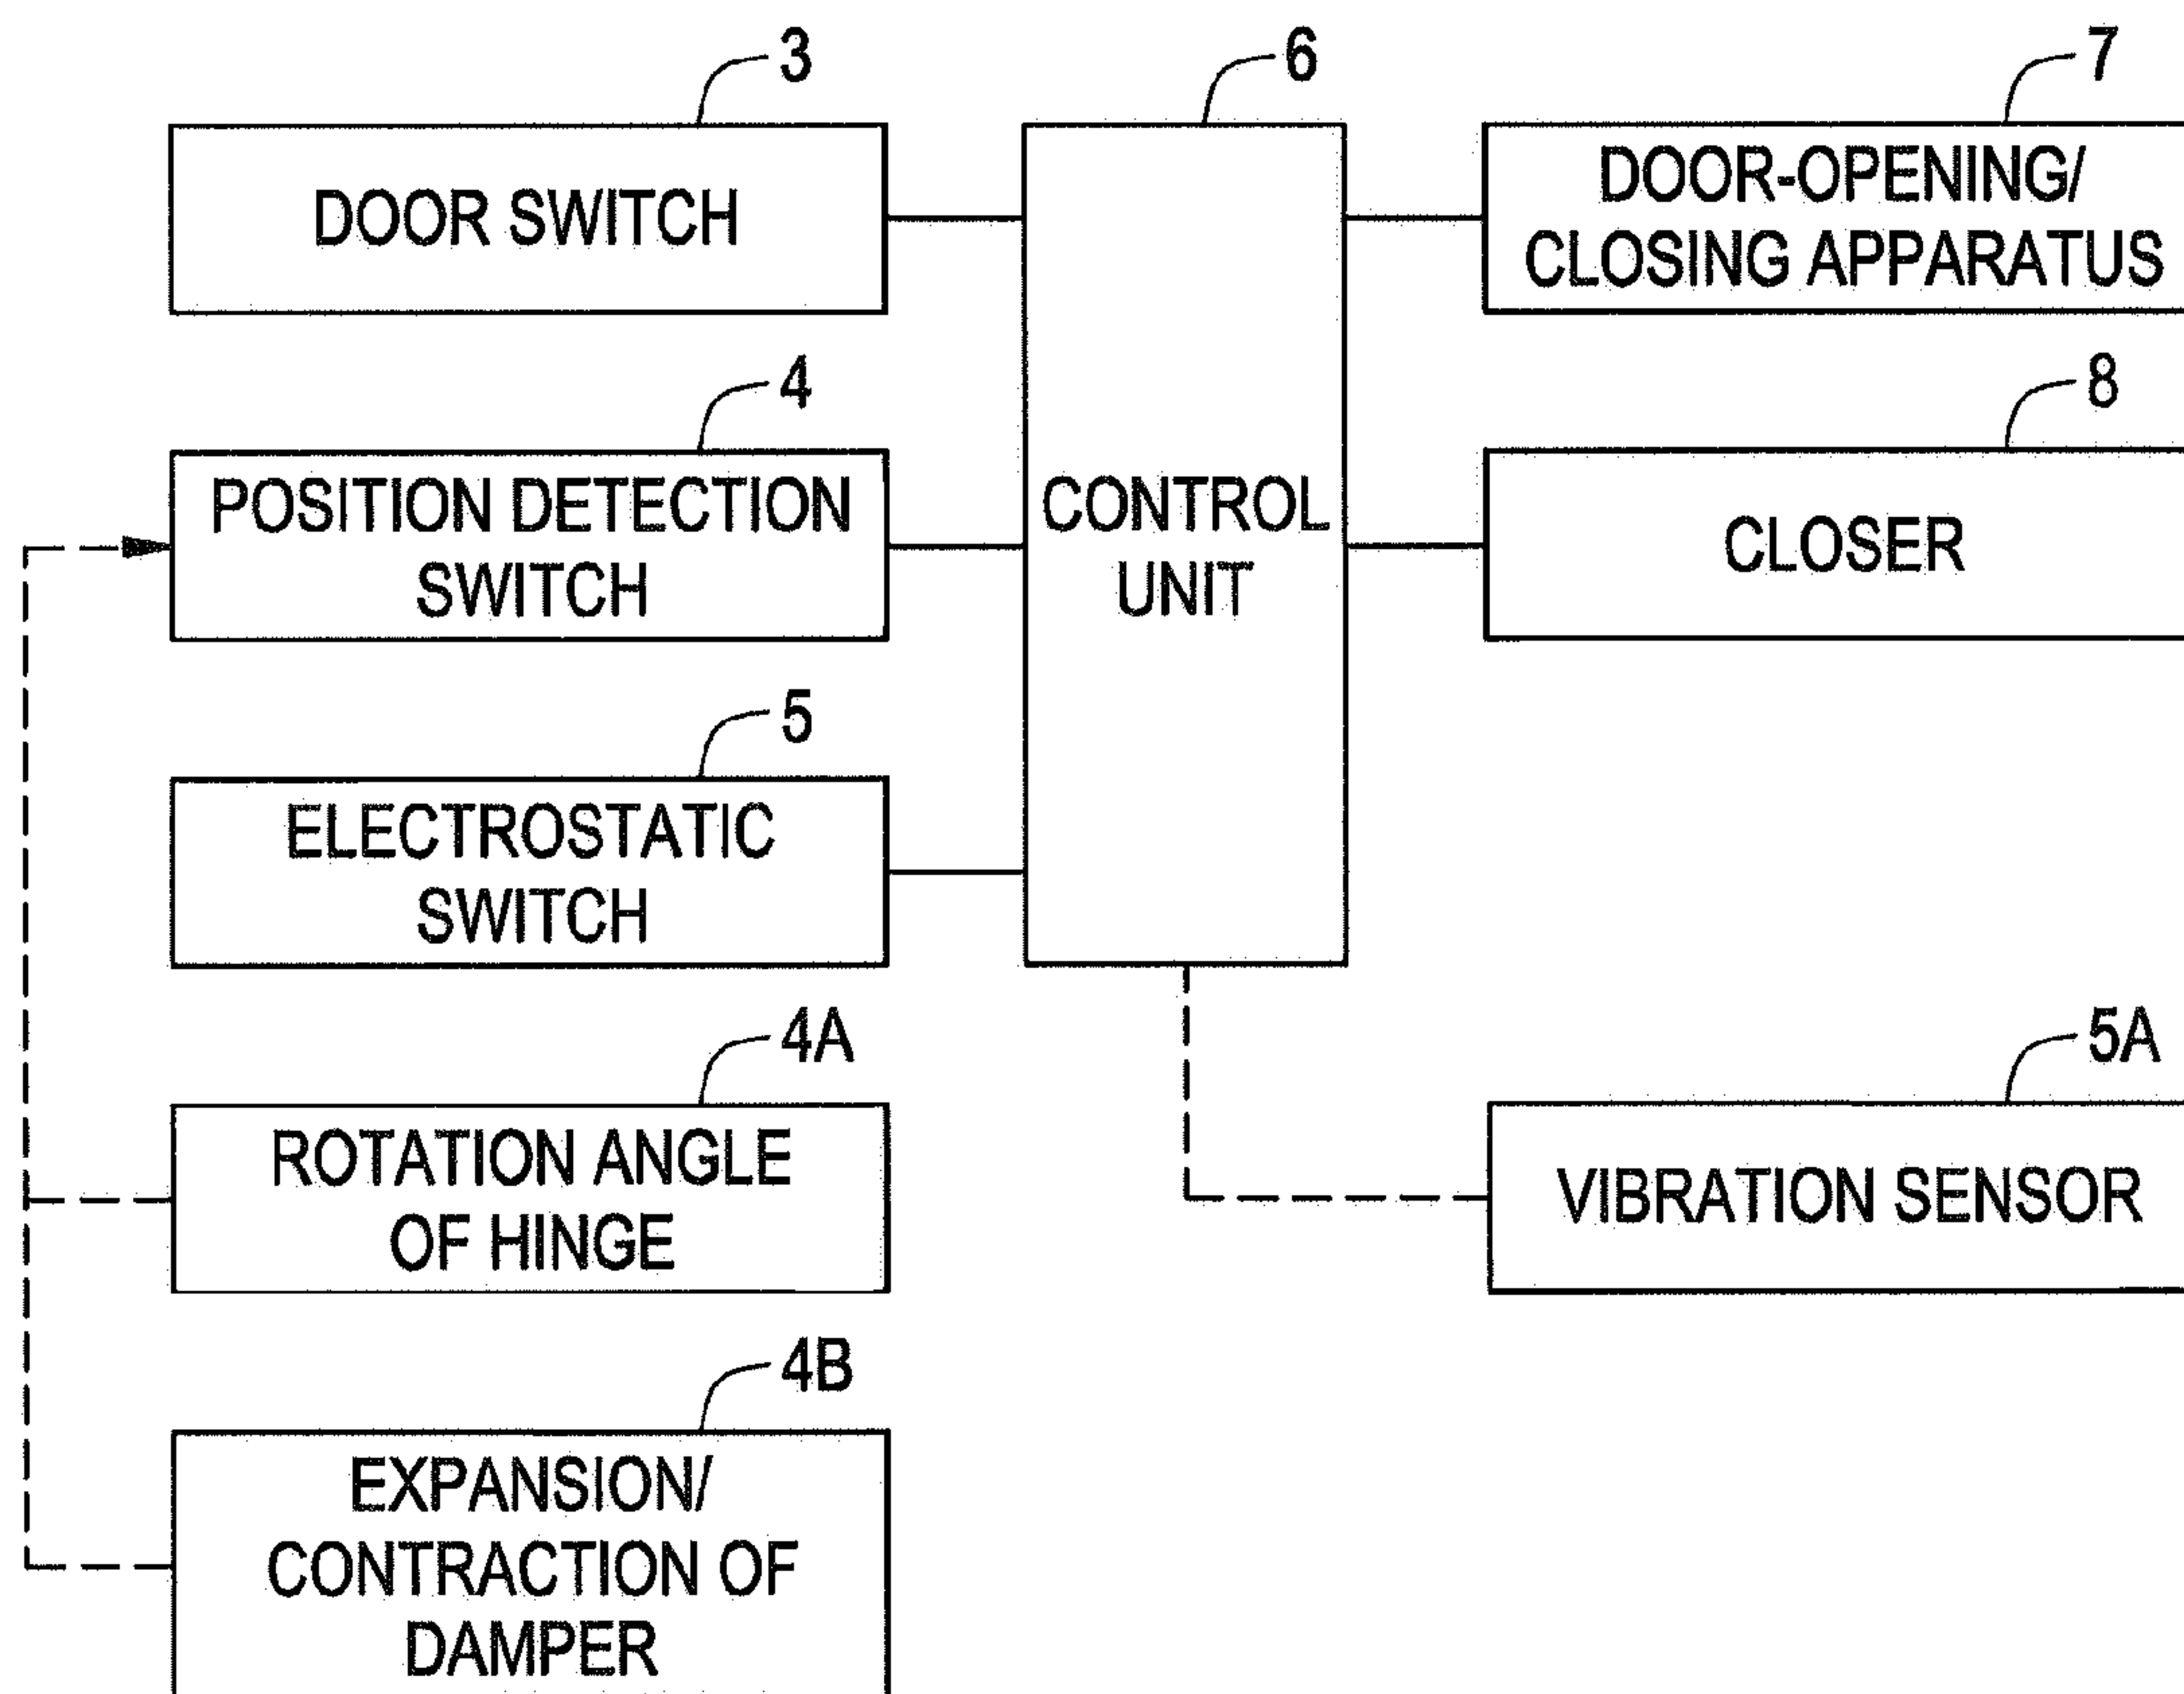 3
DOOR SWITCH
4
POSITION DETECTION
SWITCH
5
ELECTROSTATIC
SWITCH
4A
ROTATION ANGLE
OF HINGE
4B
EXPANSION/
CONTRACTION OF
DAMPER
6
CONTROL
UNIT
7
DOOR-OPENING/
CLOSING APPARATUS
8
CLOSER
5A
VIBRATION SENSOR